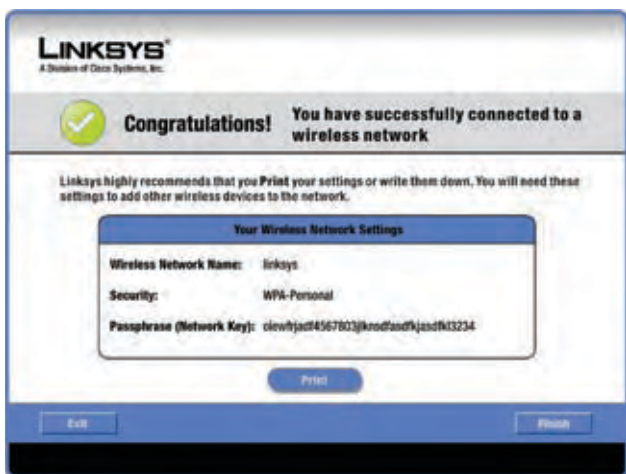 LINKSYS®
A Division of Cisco Systems, Inc.
Congratulations!
You have successfully connected to a
wireless network
Linksys highly recommends that you Print your settings or write them down. You will need these
settings to add other wireless devices to the network.
Your Wireless Network Settings
Wireless Network Name: linksys
Security: WPA-Personal
Passphrase (Network Key):
Print
Exit
Finish